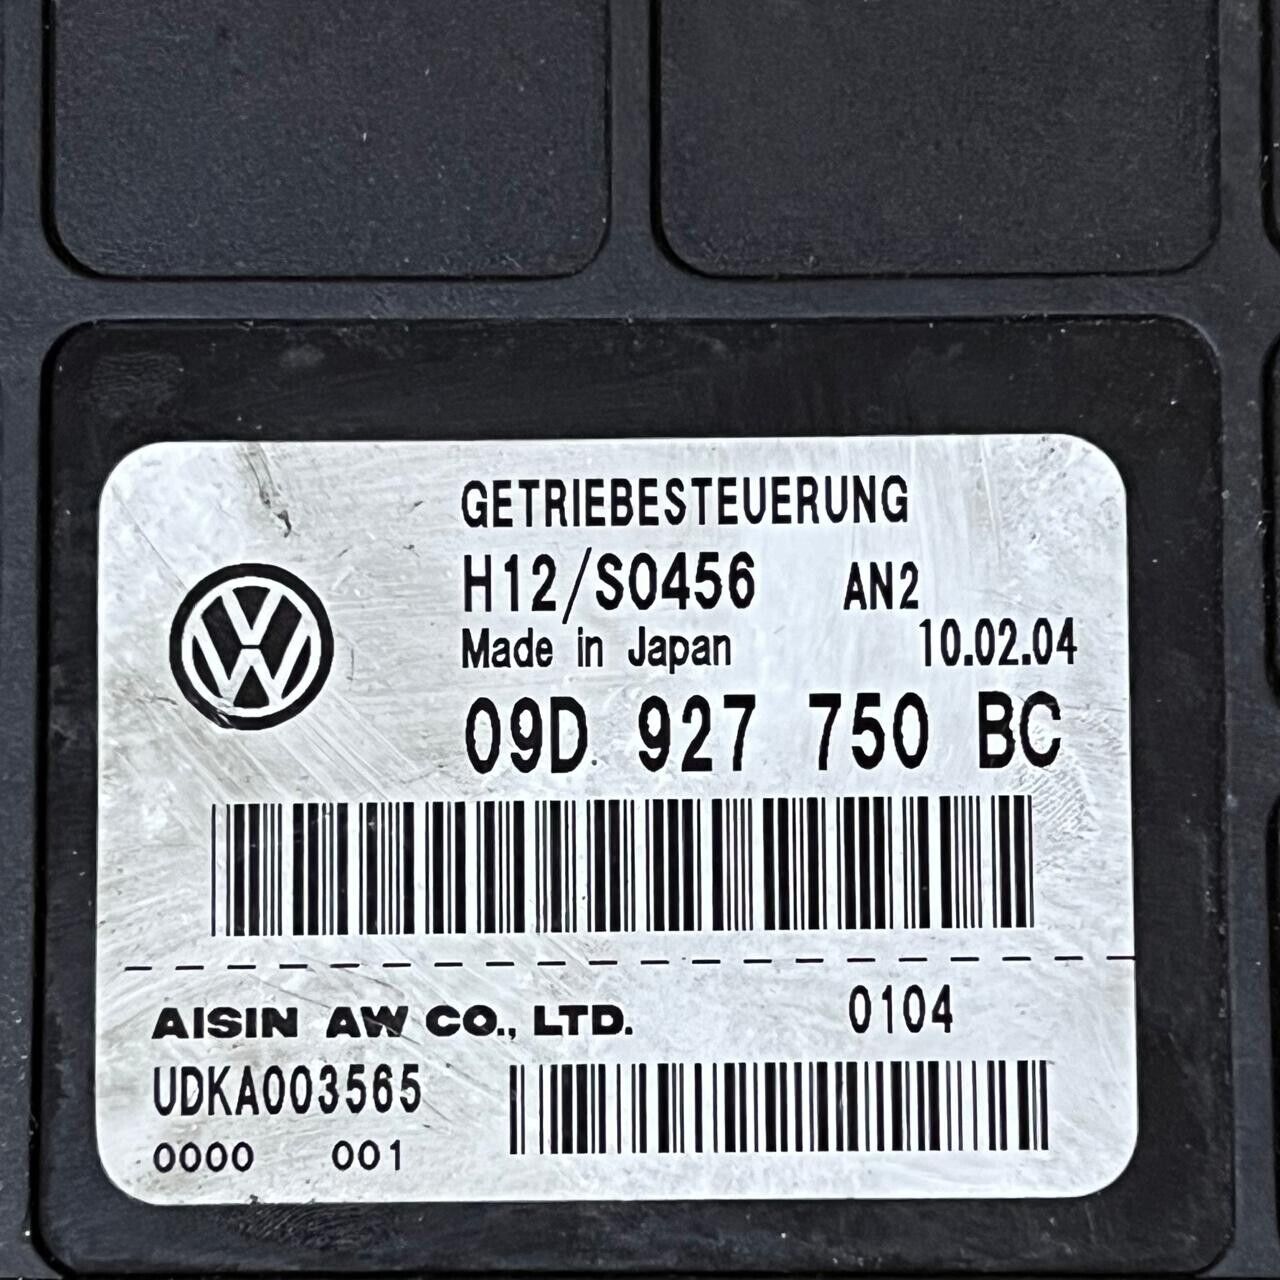 GETRIEBESTEUERUNG
H12/S0456 AN2
Made in Japan 10.02.04
09D 927 750 BC
AISIN AW CO., LTD. 0104
UDKA003565
0000 001